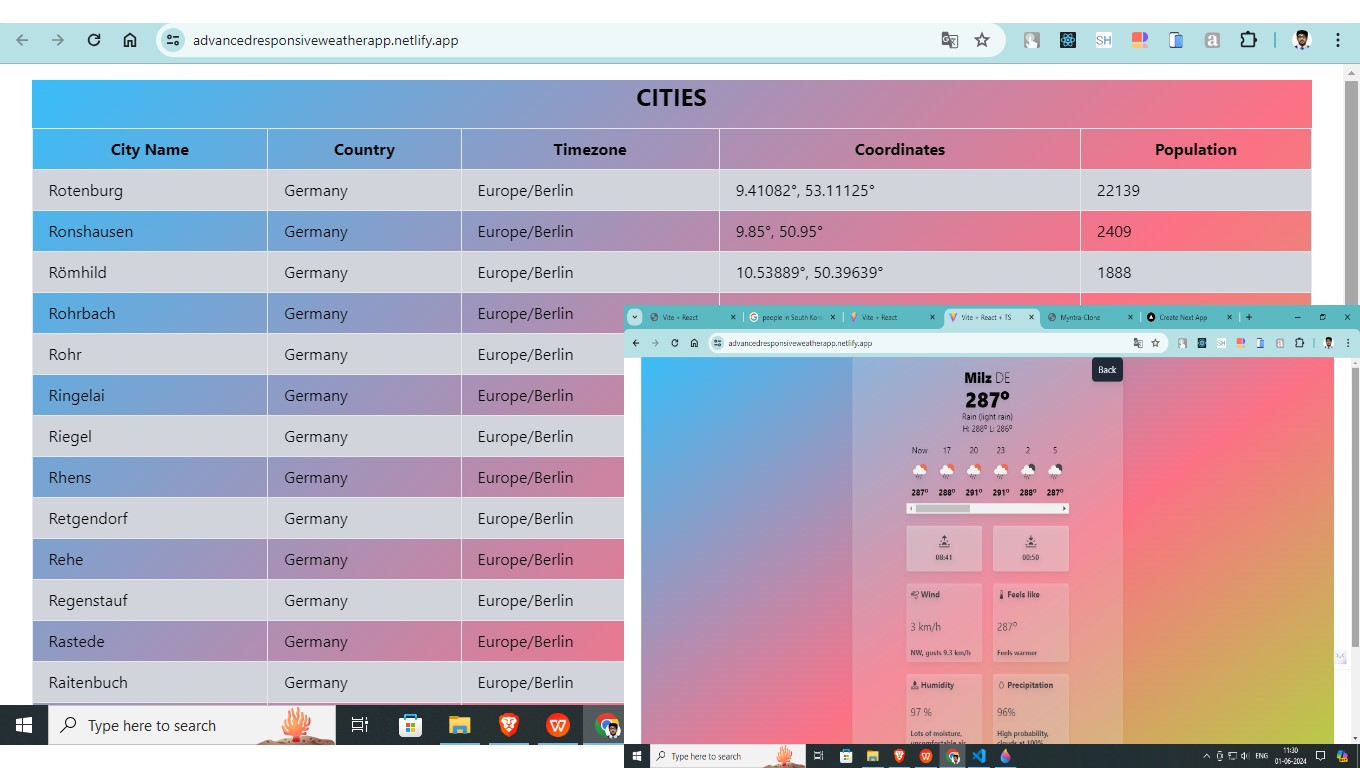 advancedresponsiveweatherapp.netlify.app
SH
a
CITIES
City Name Country Timezone Coordinates Population
Rotenburg Germany Europe/Berlin 9.41082°, 53.11125° 22139
Ronshausen Germany Europe/Berlin 9.85°, 50.95° 2409
Römhild Germany Europe/Berlin 10.53889°, 50.39639° 1888
Rohrbach Germany Europe/Berlin
Rohr Germany Europe/Berlin
Ringelai Germany Europe/Berlin
Riegel Germany Europe/Berlin
Rhens Germany Europe/Berlin
Retgendorf Germany Europe/Berlin
Rehe Germany Europe/Berlin
Regenstauf Germany Europe/Berlin
Rastede Germany Europe/Berlin
Raitenbuch Germany Europe/Berlin
Type here to search
Vite + React people in South Kor Vite + React Vite + React + TS Myntra-Clone Create Next App
advancedresponsiveweatherapp.netlify.app
SH
a
Back
Milz DE
287°
Rain (light rain)
H: 288° L: 286°
Now 17 20 23 2 5
287° 288° 291° 291° 288° 287°
08:41 00:50
Wind Feels like
3 km/h 287°
NW, gusts 9.3 km/h Feels warmer
Humidity Precipitation
97 % 96%
Lots of moisture, High probability,
uncomfortable air clouds at 100%
Type here to search
ENG 11:30
01-06-2024